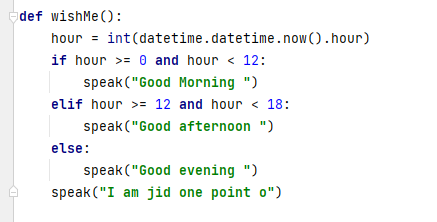 def wishMe():
    hour = int(datetime.datetime.now().hour)
    if hour >= 0 and hour < 12:
        speak("Good Morning ")
    elif hour >= 12 and hour < 18:
        speak("Good afternoon ")
    else:
        speak("Good evening ")
    speak("I am jid one point o")